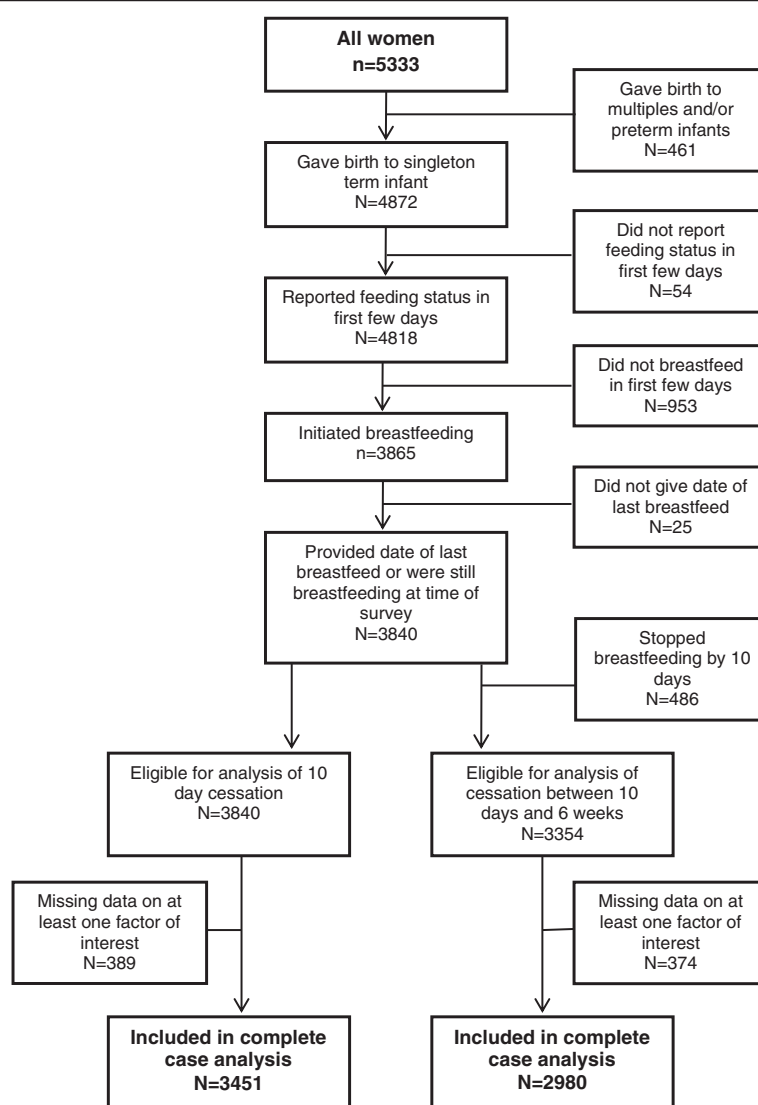 All women
n=5333
Gave birth to
multiples and/or
preterm infants
N=461
Gave birth to singleton
term infant
N=4872
Did not report
feeding status in
first few days
N=54
Reported feeding status in
first few days
N=4818
Did not breastfeed
in first few days
N=953
Initiated breastfeeding
n=3865
Did not give date of
last breastfeed
N=25
Provided date of last
breastfeed or were still
breastfeeding at time of
survey
N=3840
Stopped
breastfeeding by 10
days
N=486
Eligible for analysis of 10
day cessation
N=3840
Eligible for analysis of
cessation between 10
days and 6 weeks
N=3354
Missing data on at
least one factor of
interest
N=389
Missing data on at
least one factor of
interest
N=374
Included in complete
case analysis
N=3451
Included in complete
case analysis
N=2980